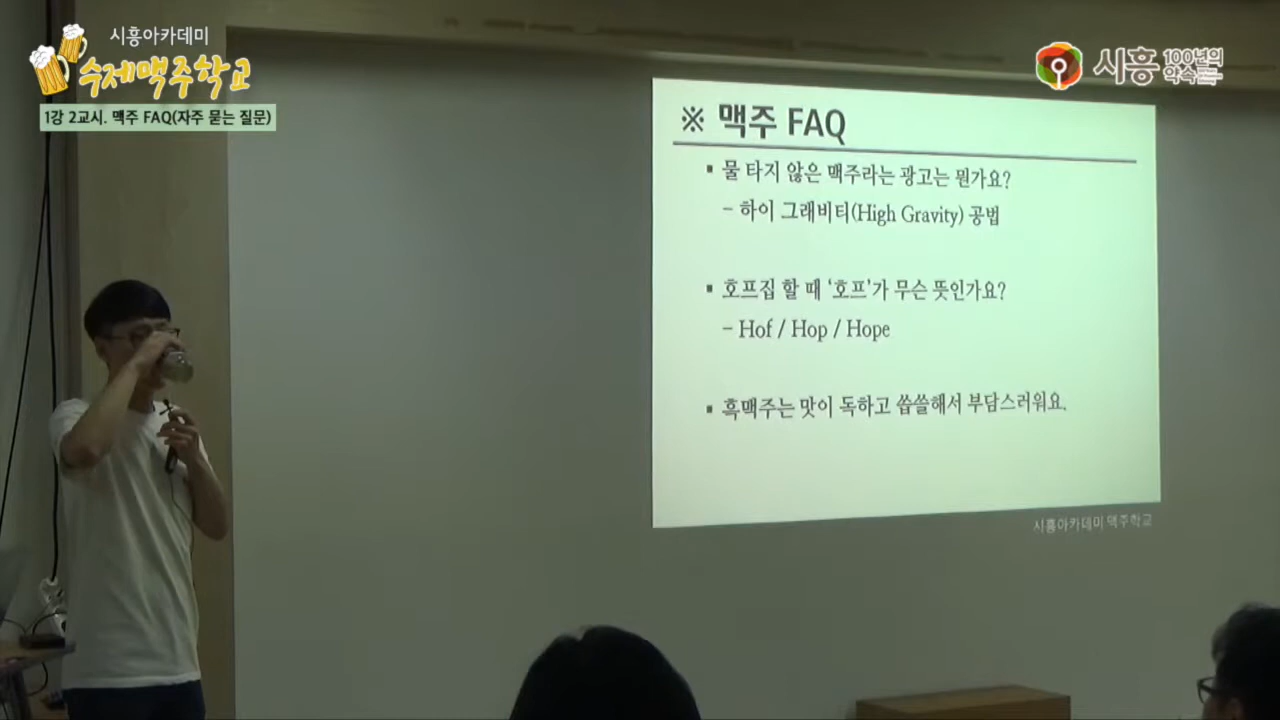 시흥아카데미
수제맥주학교
1강 2교시. 맥주 FAQ(자주 묻는 질문)
시흥 100년의 약속
※ 맥주 FAQ
▪ 물 타지 않은 맥주라는 광고는 뭔가요?
– 하이 그래비티(High Gravity) 공법
▪ 호프집 할 때 '호프'가 무슨 뜻인가요?
– Hof / Hop / Hope
▪ 흑맥주는 맛이 독하고 씁쓸해서 부담스러워요.
시흥아카데미 맥주학교